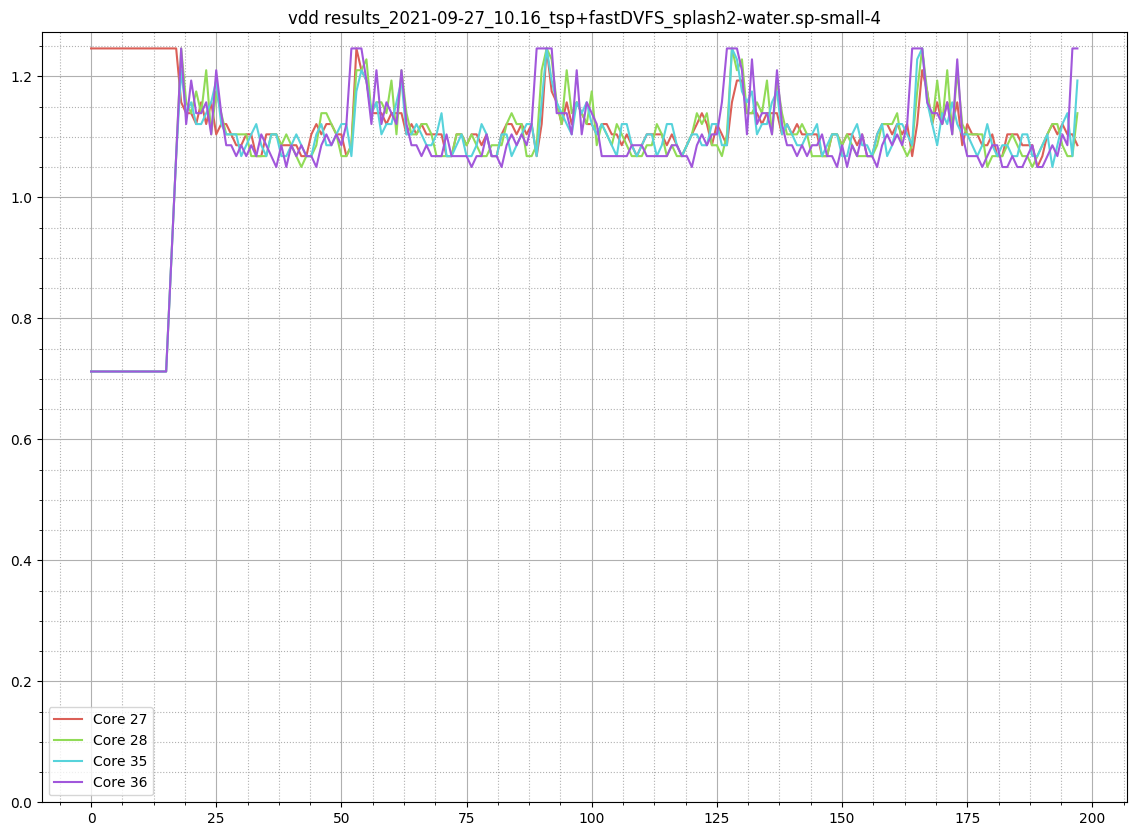 vdd results_2021-09-27_10.16_tsp+fastDVFS_splash2-water.sp-small-4
1.2
1.0
0.8
0.6
0.4
0.2
0.0
Core 27
Core 28
Core 35
Core 36
0 25 50 75 100 125 150 175 200